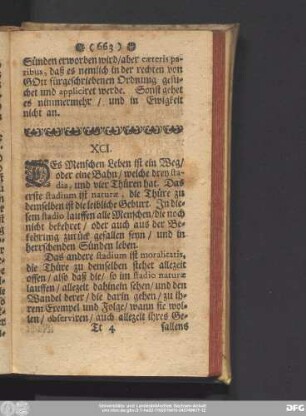 ( 663 )
Sünden erworben wird/ aber cæteris pa-
ribus, daß es nemlich in der rechten von
GOtt fürgeschriebenen Ordnung gesu-
chet und appliciret werde. Sonst gehet
es nimmermehr / und in Ewigkeit
nicht an.
XCI.
DEs Menschen Leben ist ein Weg/
oder eine Bahn/ welche drey sta-
dia, und vier Thüren hat. Das
erste stadium ist naturæ, die Thüre zu
demselben ist die leibliche Geburt. In die-
sem stadio lauffen alle Menschen/ die noch
nicht bekehret / oder auch aus der Be-
kehrung zurück gefallen seyn / und in
herrschenden Sünden leben.
Das andere stadium ist moralitatis,
die Thüre zu demselben stehet allezeit
offen/ also daß die/ so im stadio naturæ
lauffen/ allezeit dahinein sehen/ und den
Wandel derer/ die darin gehen/ zu ih-
rem Exempel und Folge/ wann sie wol-
len/ observiren/ auch allezeit ihres Ge-
Tt 4 fallens